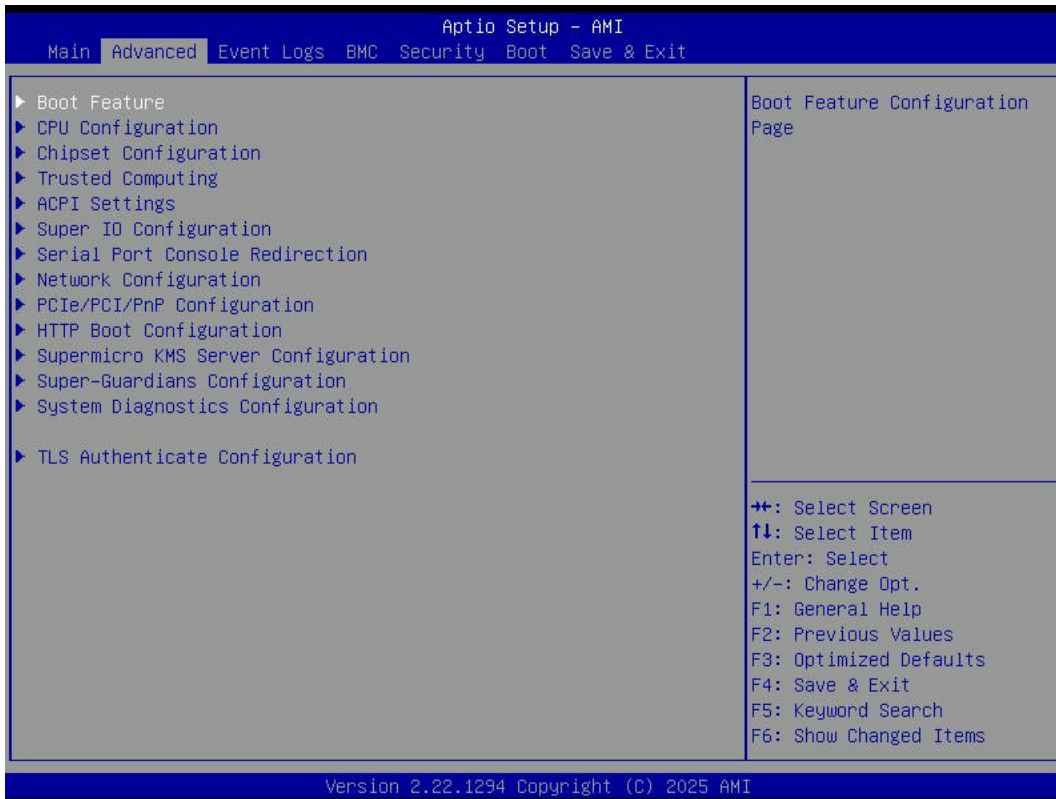 Aptio Setup – AMI
Main Advanced Event Logs BMC Security Boot Save & Exit
▶ Boot Feature
▶ CPU Configuration
▶ Chipset Configuration
▶ Trusted Computing
▶ ACPI Settings
▶ Super IO Configuration
▶ Serial Port Console Redirection
▶ Network Configuration
▶ PCIe/PCI/PnP Configuration
▶ HTTP Boot Configuration
▶ Supermicro KMS Server Configuration
▶ Super-Guardians Configuration
▶ System Diagnostics Configuration
▶ TLS Authenticate Configuration
Boot Feature Configuration
Page
→←: Select Screen
↑↓: Select Item
Enter: Select
+/-: Change Opt.
F1: General Help
F2: Previous Values
F3: Optimized Defaults
F4: Save & Exit
F5: Keyword Search
F6: Show Changed Items
Version 2.22.1294 Copyright (C) 2025 AMI